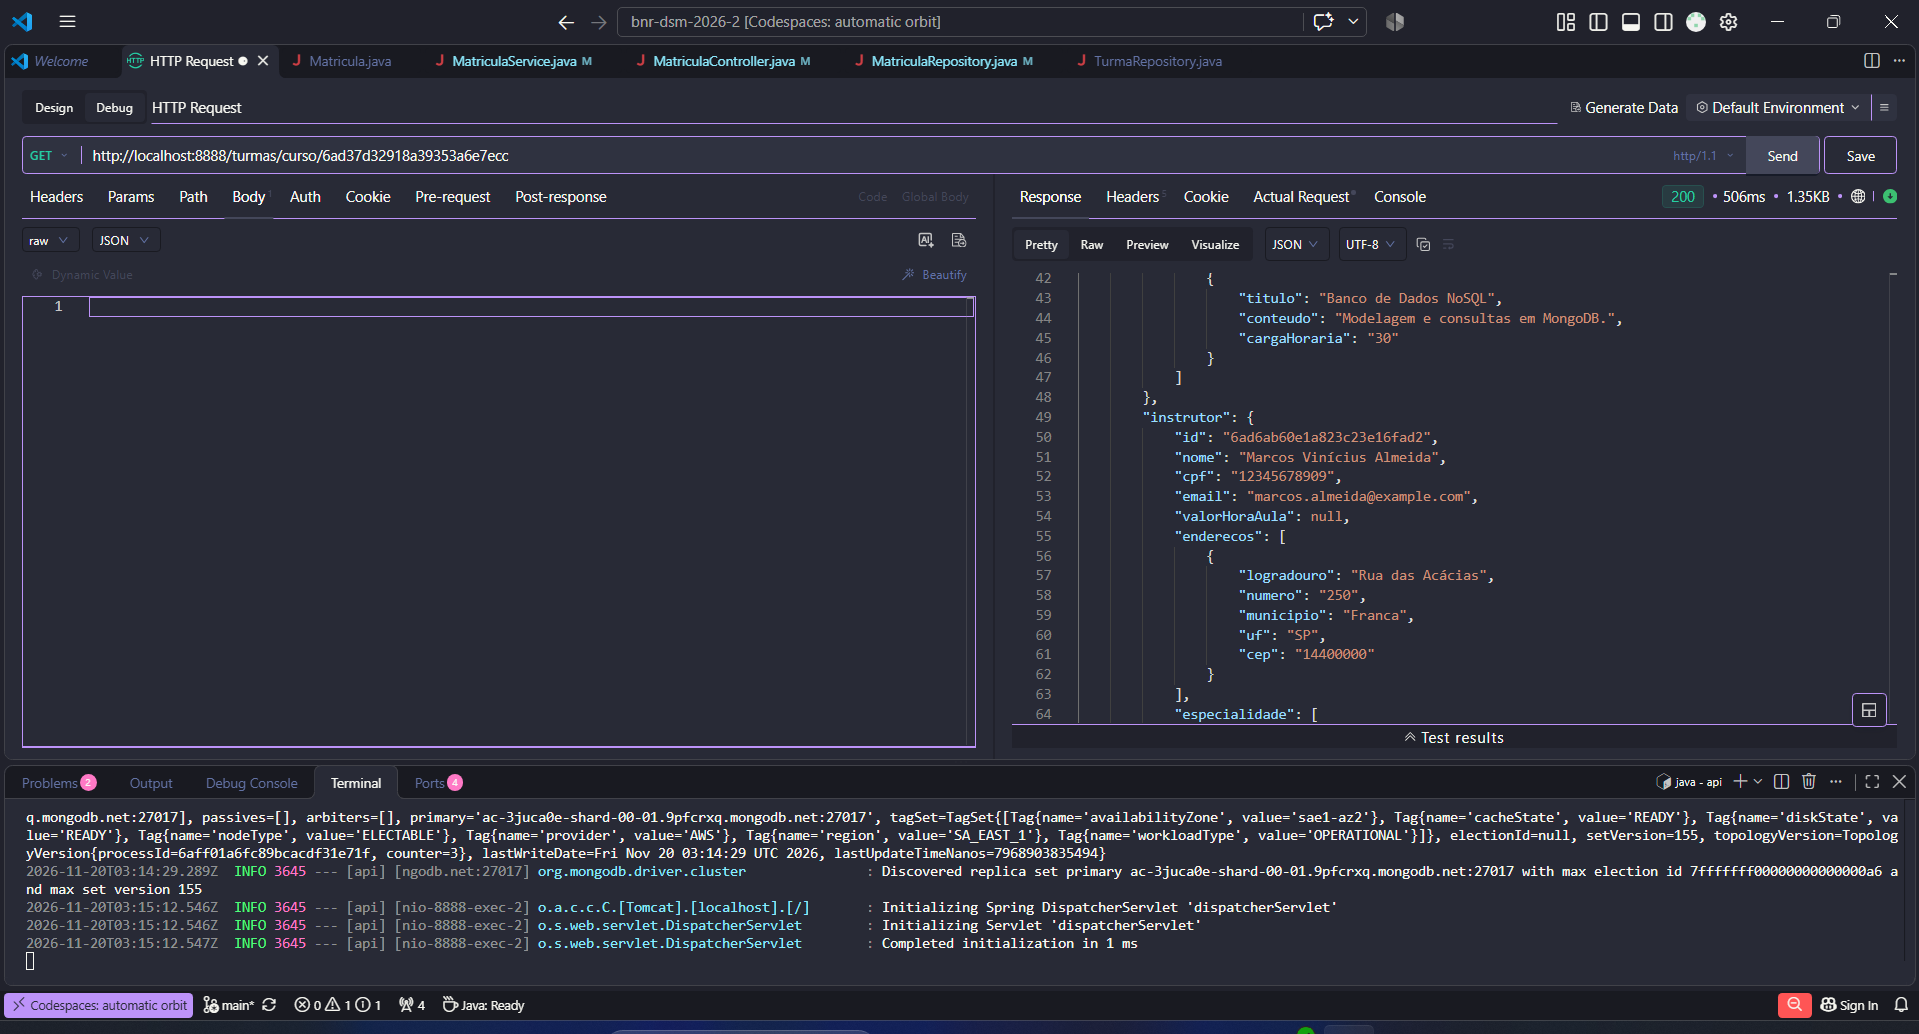 bnr-dsm-2026-2 [Codespaces: automatic orbit]
Welcome
HTTP Request
Matricula.java
MatriculaService.java M
MatriculaController.java M
MatriculaRepository.java M
TurmaRepository.java
Design Debug HTTP Request
Generate Data Default Environment
GET http://localhost:8888/turmas/curso/6ad37d32918a39353a6e7ecc http/1.1 Send Save
Headers Params Path Body 1 Auth Cookie Pre-request Post-response Code Global Body
raw JSON
Dynamic Value Beautify
1
Response Headers 5 Cookie Actual Request Console 200 • 506ms • 1.35KB •
Pretty Raw Preview Visualize JSON UTF-8
42 {
43 "titulo": "Banco de Dados NoSQL",
44 "conteudo": "Modelagem e consultas em MongoDB.",
45 "cargaHoraria": "30"
46 }
47 ]
48 },
49 "instrutor": {
50 "id": "6ad6ab60e1a823c23e16fad2",
51 "nome": "Marcos Vinícius Almeida",
52 "cpf": "12345678909",
53 "email": "marcos.almeida@example.com",
54 "valorHoraAula": null,
55 "enderecos": [
56 {
57 "logradouro": "Rua das Acácias",
58 "numero": "250",
59 "municipio": "Franca",
60 "uf": "SP",
61 "cep": "14400000"
62 }
63 ],
64 "especialidade": [
Test results
Problems 2 Output Debug Console Terminal Ports 4
java - api
q.mongodb.net:27017], passives=[], arbiters=[], primary='ac-3juca0e-shard-00-01.9pfcrxq.mongodb.net:27017', tagSet=TagSet{[Tag{name='availabilityZone', value='sae1-az2'}, Tag{name='cacheState', value='READY'}, Tag{name='diskState', va
lue='READY'}, Tag{name='nodeType', value='ELECTABLE'}, Tag{name='provider', value='AWS'}, Tag{name='region', value='SA_EAST_1'}, Tag{name='workloadType', value='OPERATIONAL'}]}, electionId=null, setVersion=155, topologyVersion=Topolo
gyVersion{processId=6aff01a6fc89bcacdf31e71f, counter=3}, lastWriteDate=Fri Nov 20 03:14:29 UTC 2026, lastUpdateTimeNanos=7968903835494}
2026-11-20T03:14:29.289Z INFO 3645 --- [api] [ngodb.net:27017] org.mongodb.driver.cluster : Discovered replica set primary ac-3juca0e-shard-00-01.9pfcrxq.mongodb.net:27017 with max election id 7fffffff00000000000000a6 a
nd max set version 155
2026-11-20T03:15:12.546Z INFO 3645 --- [api] [nio-8888-exec-2] o.a.c.c.C.[Tomcat].[localhost].[/] : Initializing Spring DispatcherServlet 'dispatcherServlet'
2026-11-20T03:15:12.546Z INFO 3645 --- [api] [nio-8888-exec-2] o.s.web.servlet.DispatcherServlet : Initializing Servlet 'dispatcherServlet'
2026-11-20T03:15:12.547Z INFO 3645 --- [api] [nio-8888-exec-2] o.s.web.servlet.DispatcherServlet : Completed initialization in 1 ms
Codespaces: automatic orbit main* 0 1 1 4 Java: Ready Sign In